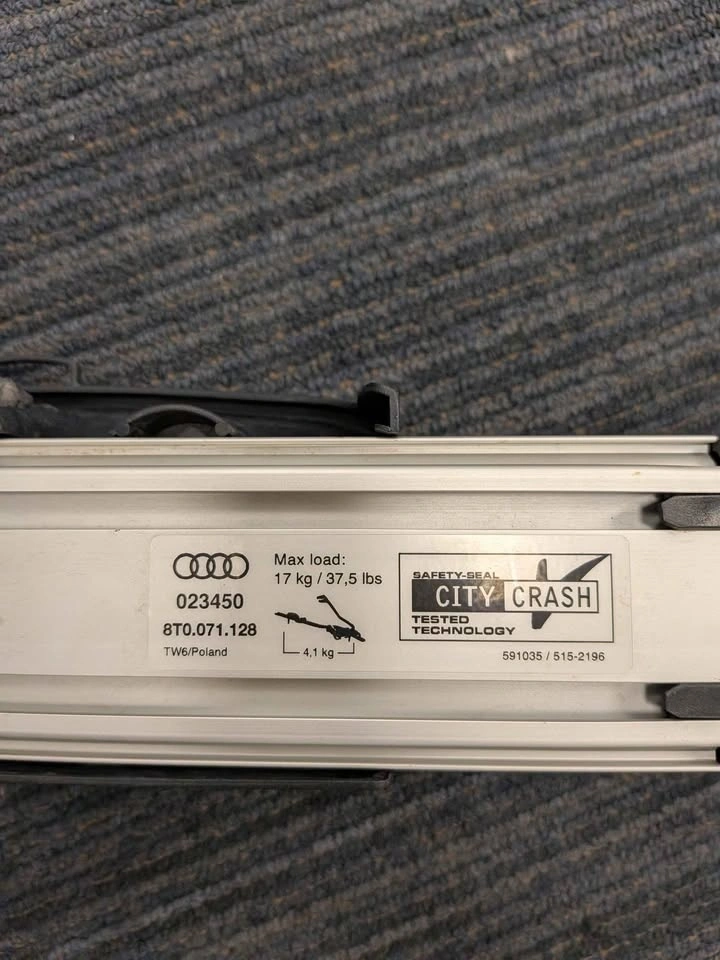 023450
8T0.071.128
TW6/Poland
Max load:
17 kg / 37,5 lbs
4,1 kg
SAFETY-SEAL
CITY CRASH
TESTED
TECHNOLOGY
591035 / 515-2196